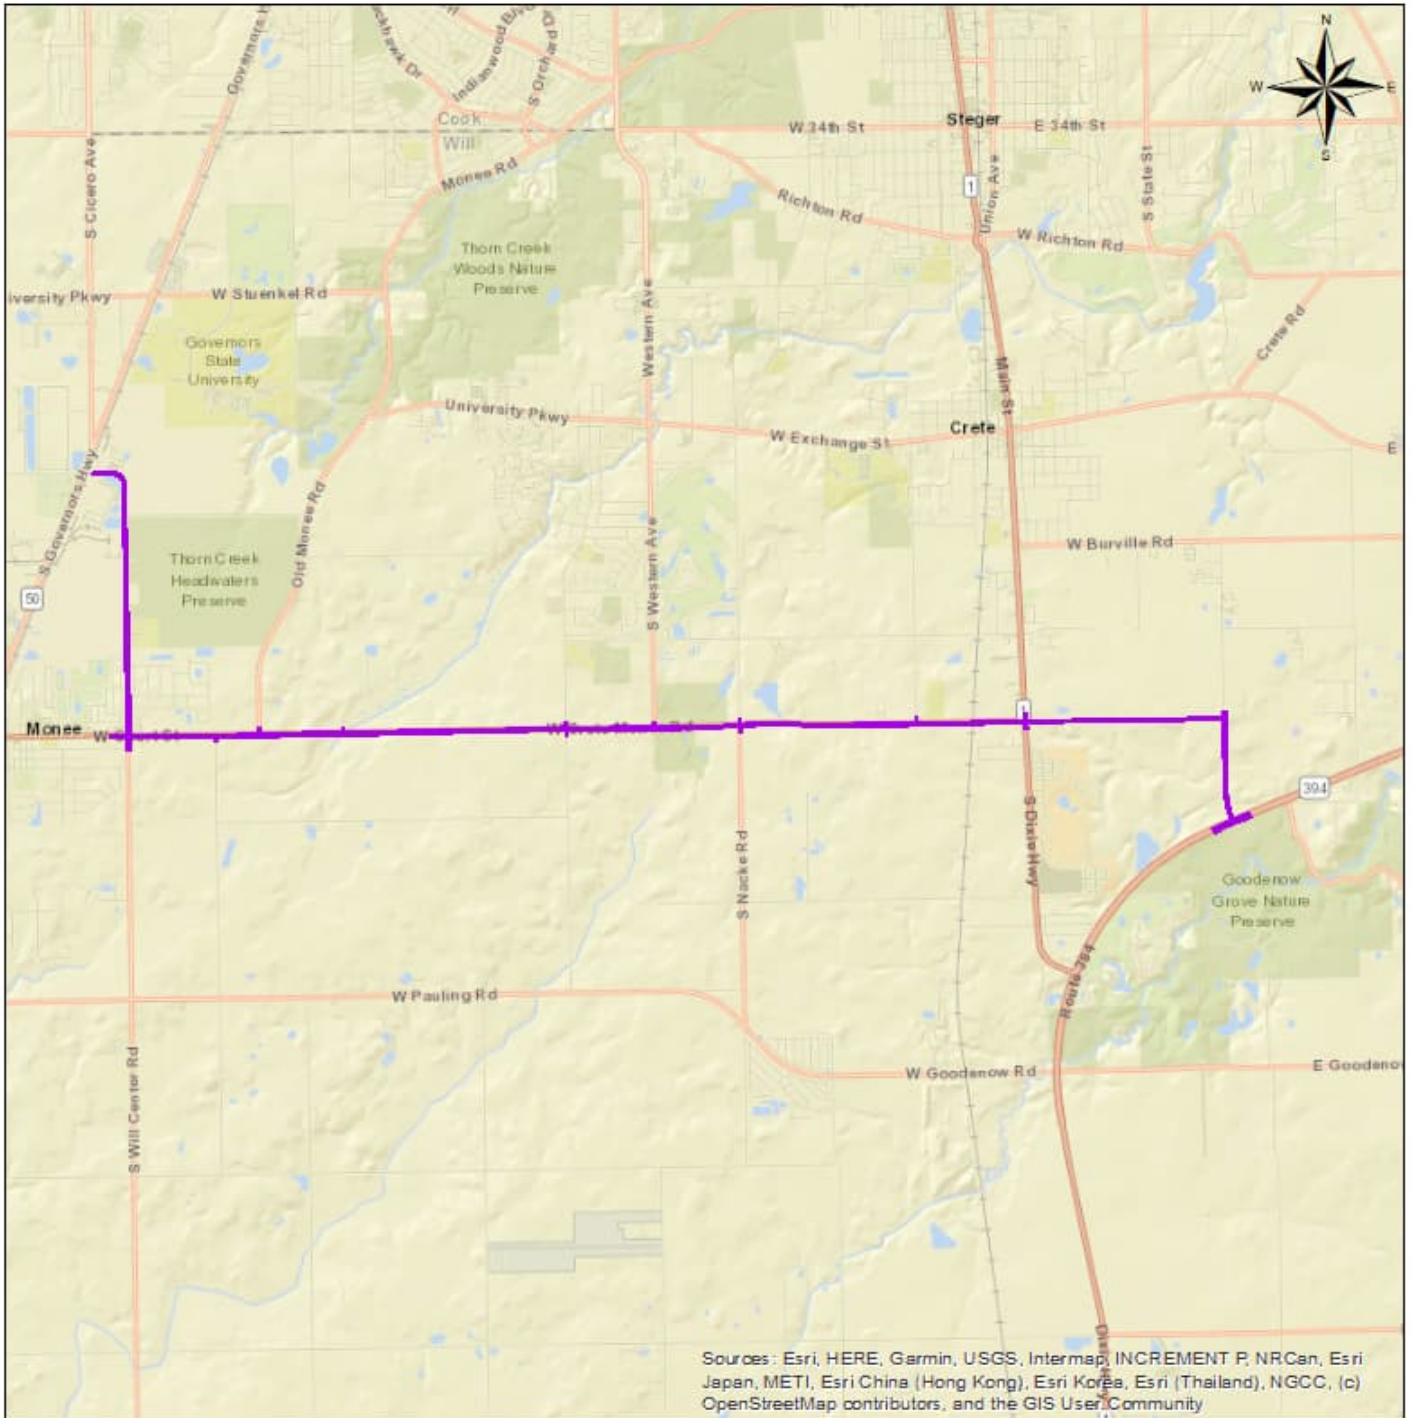 N
W
E
S
Governors H
ackhawk Dr
Indianwood Blvd
S Orchard D
Cook
Will
Monee Rd
S Cicero Ave
W 34th St
Steger
E 34th St
1
Union Ave
S State St
Richton Rd
W Richton Rd
Thorn Creek
Woods Nature
Preserve
iversity Pkwy
W Stuenkel Rd
Western Ave
Governors
State
University
Crete Rd
Main St
University Pkwy
W Exchange St
Crete
E
S Governors Hwy
Old Monee Rd
S Western Ave
W Burville Rd
Thorn Creek
Headwaters
Preserve
50
Monee
1
394
S Dixie Hwy
S Nacke Rd
Goodenow
Grove Nature
Preserve
Route 394
W Pauling Rd
W Goodenow Rd
E Goodeno
S Will Center Rd
Sources: Esri, HERE, Garmin, USGS, Intermap, INCREMENT P, NRCan, Esri
Japan, METI, Esri China (Hong Kong), Esri Korea, Esri (Thailand), NGCC, (c)
OpenStreetMap contributors, and the GIS User Community